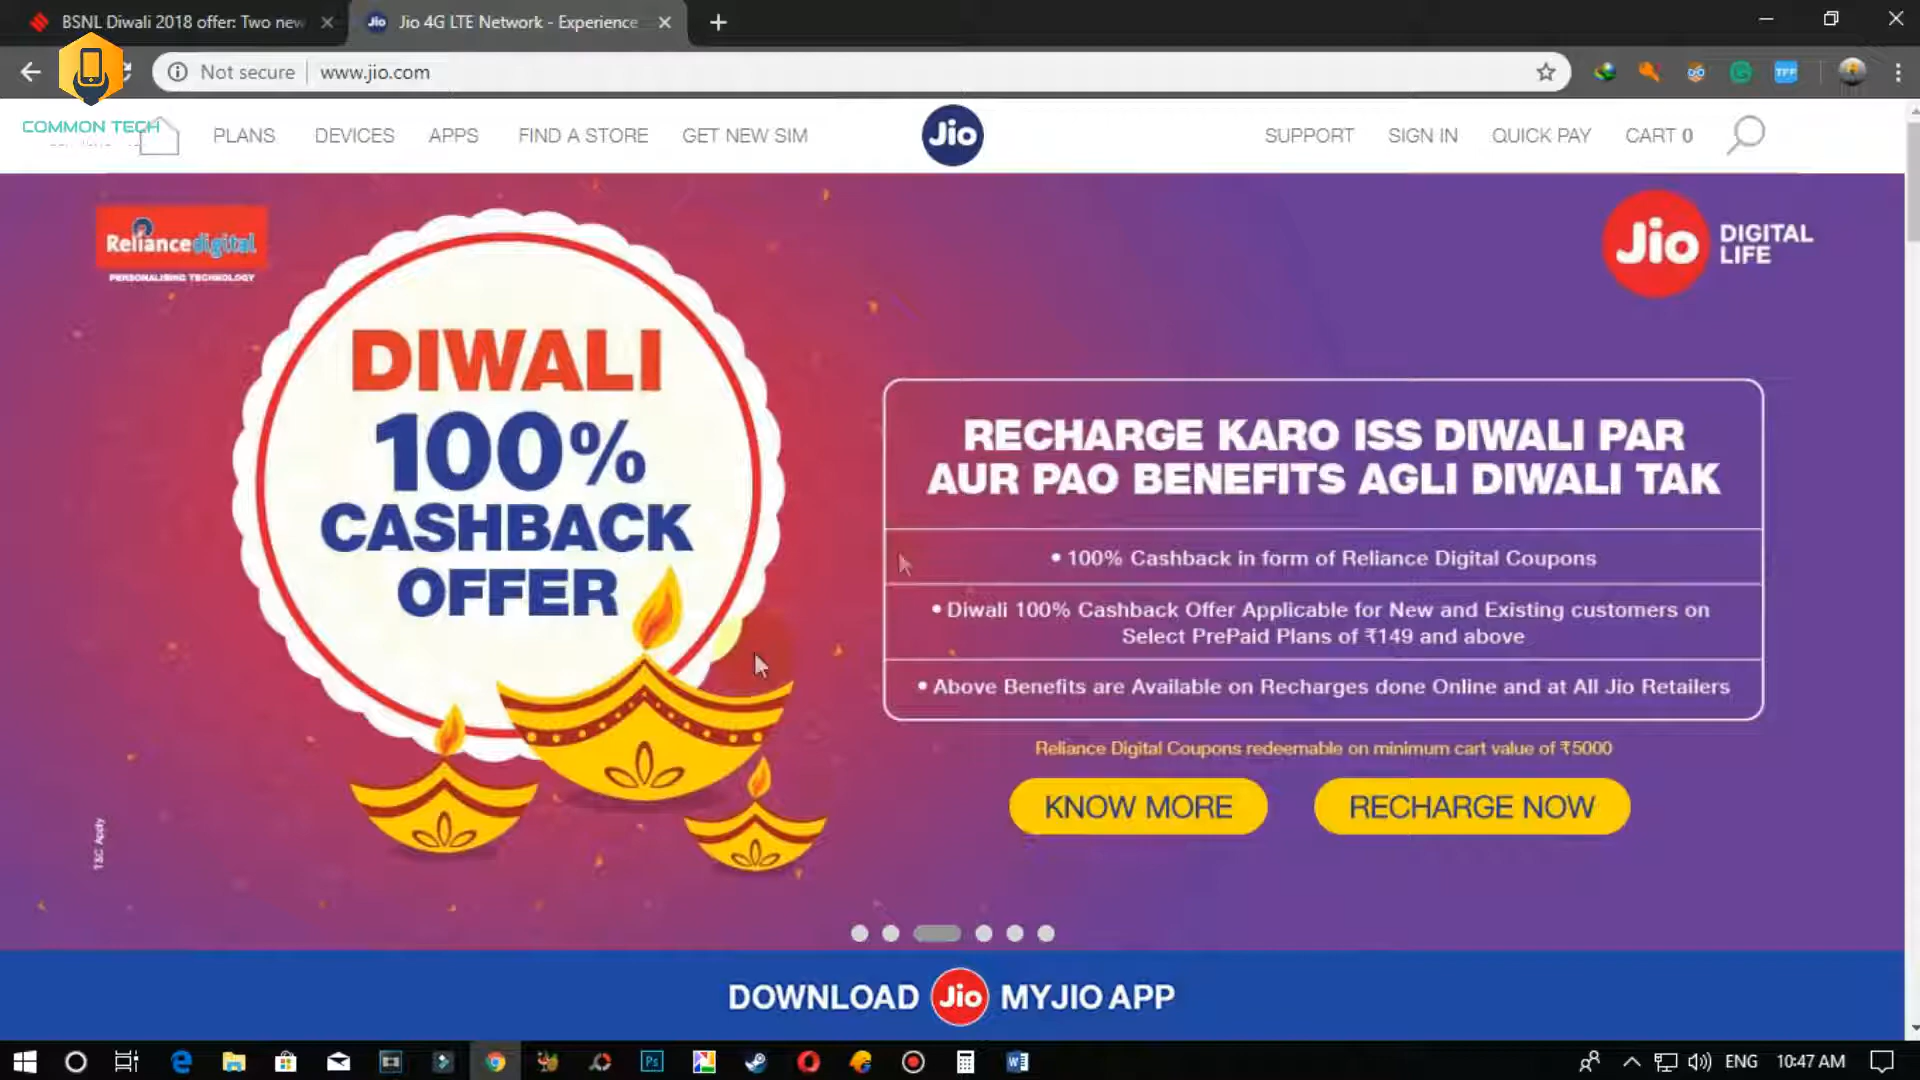 BSNL Diwali 2018 offer: Two new
Jio 4G LTE Network - Experience
Not secure
www.jio.com
COMMON TECH
PLANS
DEVICES
APPS
FIND A STORE
GET NEW SIM
Jio
SUPPORT
SIGN IN
QUICK PAY
CART 0
Reliance digital
PERSONALISING TECHNOLOGY
Jio DIGITAL
LIFE
DIWALI
100%
CASHBACK
OFFER
RECHARGE KARO ISS DIWALI PAR
AUR PAO BENEFITS AGLI DIWALI TAK
• 100% Cashback in form of Reliance Digital Coupons
• Diwali 100% Cashback Offer Applicable for New and Existing customers on
Select PrePaid Plans of ₹149 and above
• Above Benefits are Available on Recharges done Online and at All Jio Retailers
Reliance Digital Coupons redeemable on minimum cart value of ₹5000
KNOW MORE
RECHARGE NOW
T&C Apply
DOWNLOAD Jio MYJIO APP
ENG
10:47 AM